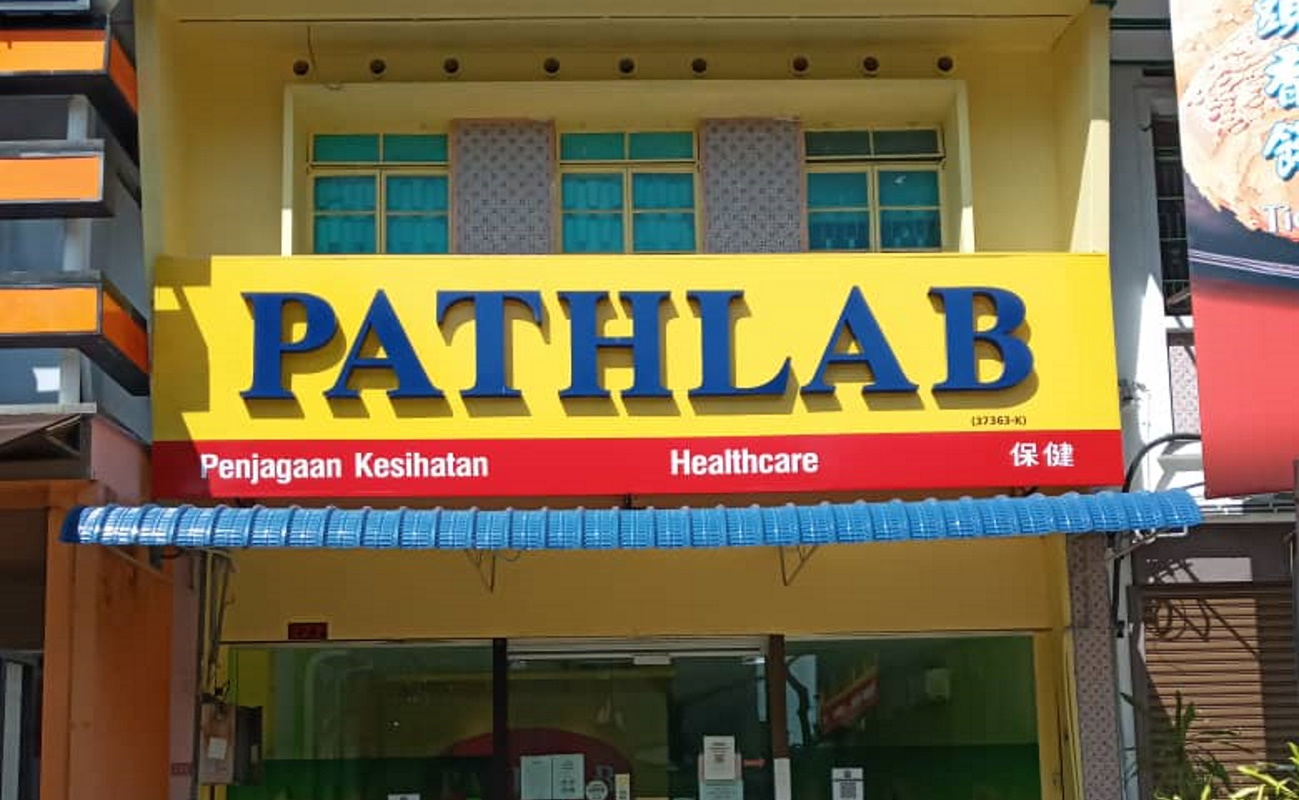 PATHLAB
(37363-K)
Penjagaan Kesihatan Healthcare 保健